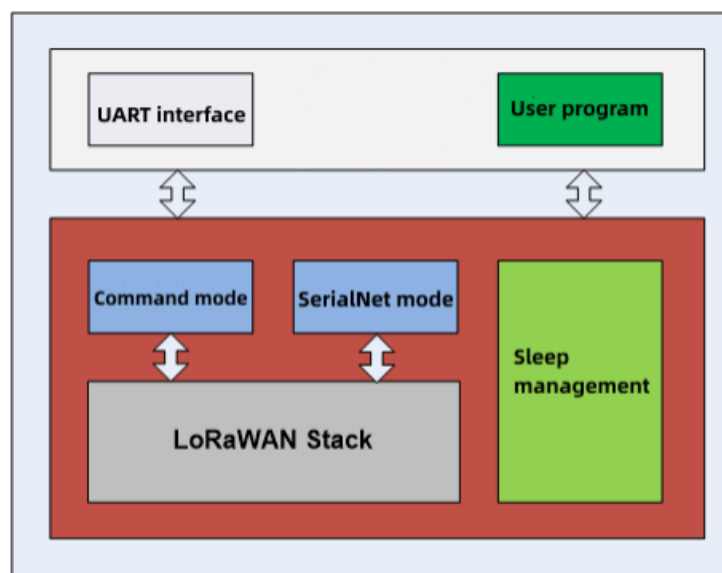 UART interface
User program
Command mode
SerialNet mode
Sleep
management
LoRaWAN Stack